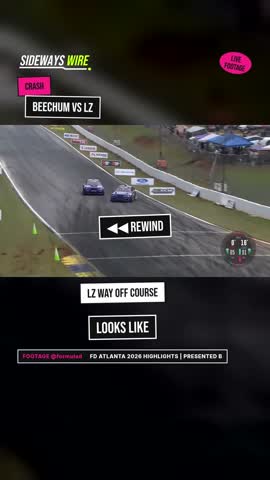 SIDEWAYS WIRE
LIVE
FOOTAGE
CRASH
BEECHUM VS LZ
REWIND
LZ WAY OFF COURSE
LOOKS LIKE
FOOTAGE @formulad FD ATLANTA 2026 HIGHLIGHTS | PRESENTED B